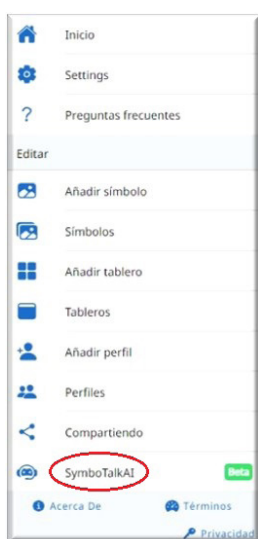 Inicio
Settings
Preguntas frecuentes
Editar
Añadir símbolo
Símbolos
Añadir tablero
Tableros
Añadir perfil
Perfiles
Compartiendo
SymboTalkAI Beta
Acerca De Términos
Privacidad